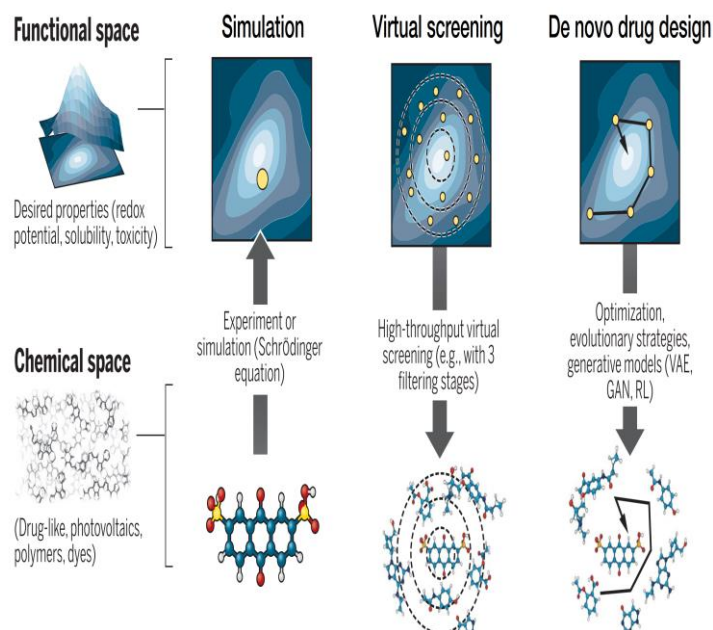 Functional space
Desired properties (redox
potential, solubility, toxicity)
Chemical space
(Drug-like, photovoltaics,
polymers, dyes)
Simulation
Experiment or
simulation (Schrödinger
equation)
Virtual screening
High-throughput virtual
screening (e.g., with 3
filtering stages)
De novo drug design
Optimization,
evolutionary strategies,
generative models (VAE,
GAN, RL)